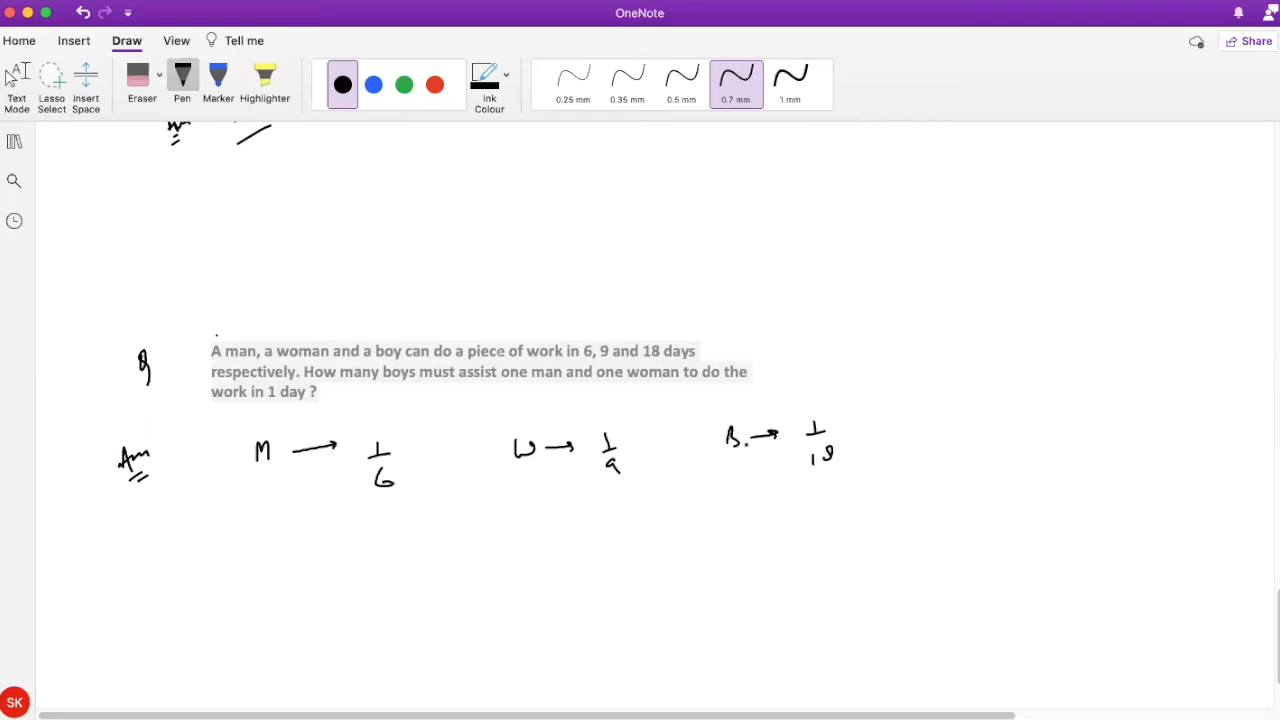 OneNote
Home Insert Draw View Tell me
Share
Text Mode
Lasso Select
Insert Space
Eraser
Pen
Marker
Highlighter
Ink Colour
0.25 mm
0.35 mm
0.5 mm
0.7 mm
1 mm
A man, a woman and a boy can do a piece of work in 6, 9 and 18 days
respectively. How many boys must assist one man and one woman to do the
work in 1 day ?
M → 1/6 W → 1/9 B → 1/18
SK